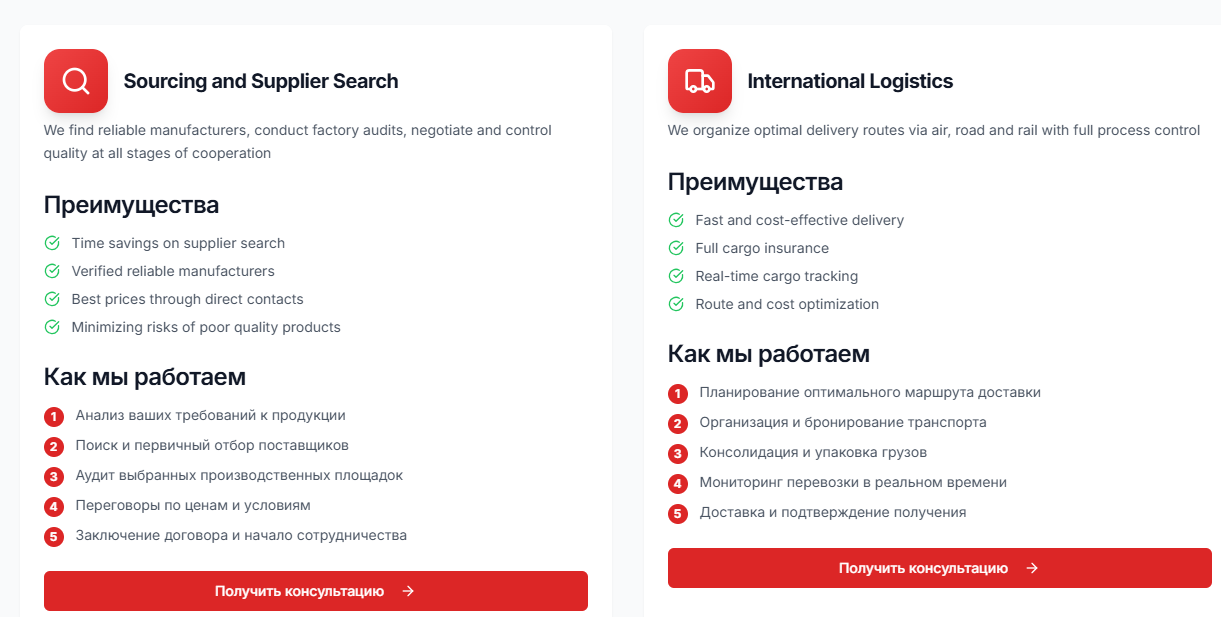 Sourcing and Supplier Search
We find reliable manufacturers, conduct factory audits, negotiate and control
quality at all stages of cooperation
Преимущества
Time savings on supplier search
Verified reliable manufacturers
Best prices through direct contacts
Minimizing risks of poor quality products
Как мы работаем
1 Анализ ваших требований к продукции
2 Поиск и первичный отбор поставщиков
3 Аудит выбранных производственных площадок
4 Переговоры по ценам и условиям
5 Заключение договора и начало сотрудничества
Получить консультацию →
International Logistics
We organize optimal delivery routes via air, road and rail with full process control
Преимущества
Fast and cost-effective delivery
Full cargo insurance
Real-time cargo tracking
Route and cost optimization
Как мы работаем
1 Планирование оптимального маршрута доставки
2 Организация и бронирование транспорта
3 Консолидация и упаковка грузов
4 Мониторинг перевозки в реальном времени
5 Доставка и подтверждение получения
Получить консультацию →